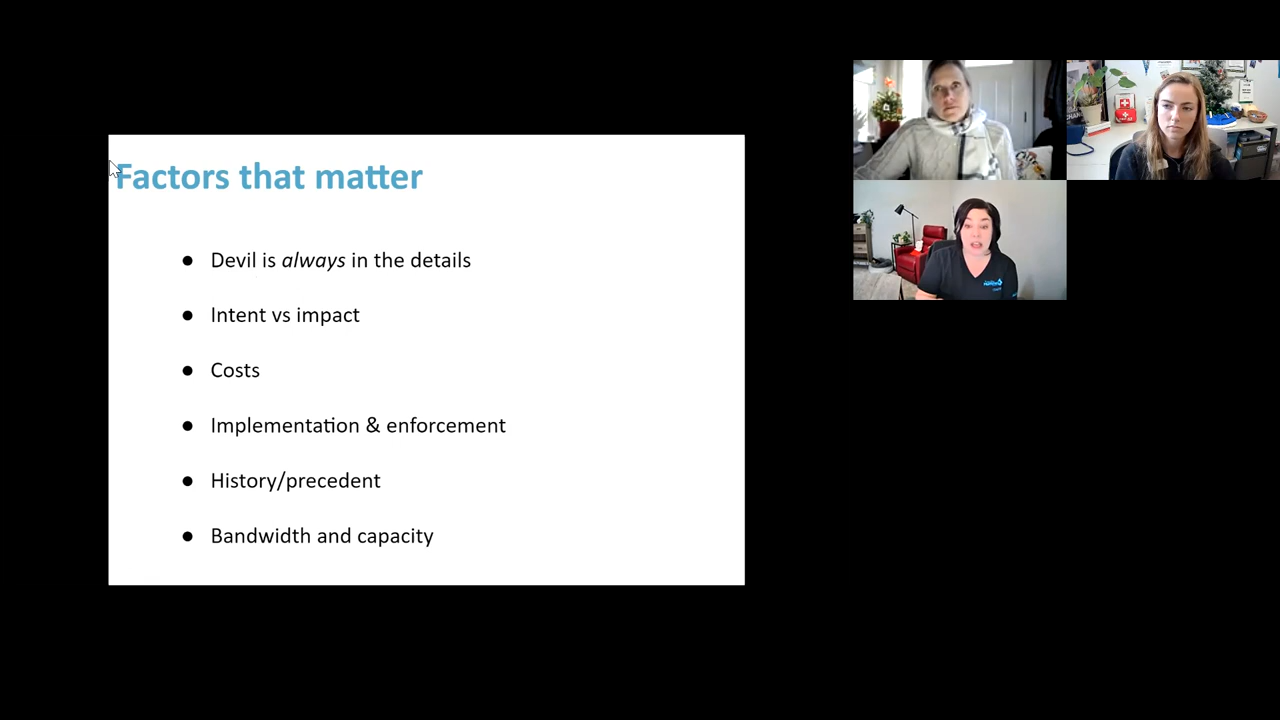 Factors that matter
● Devil is always in the details
● Intent vs impact
● Costs
● Implementation & enforcement
● History/precedent
● Bandwidth and capacity